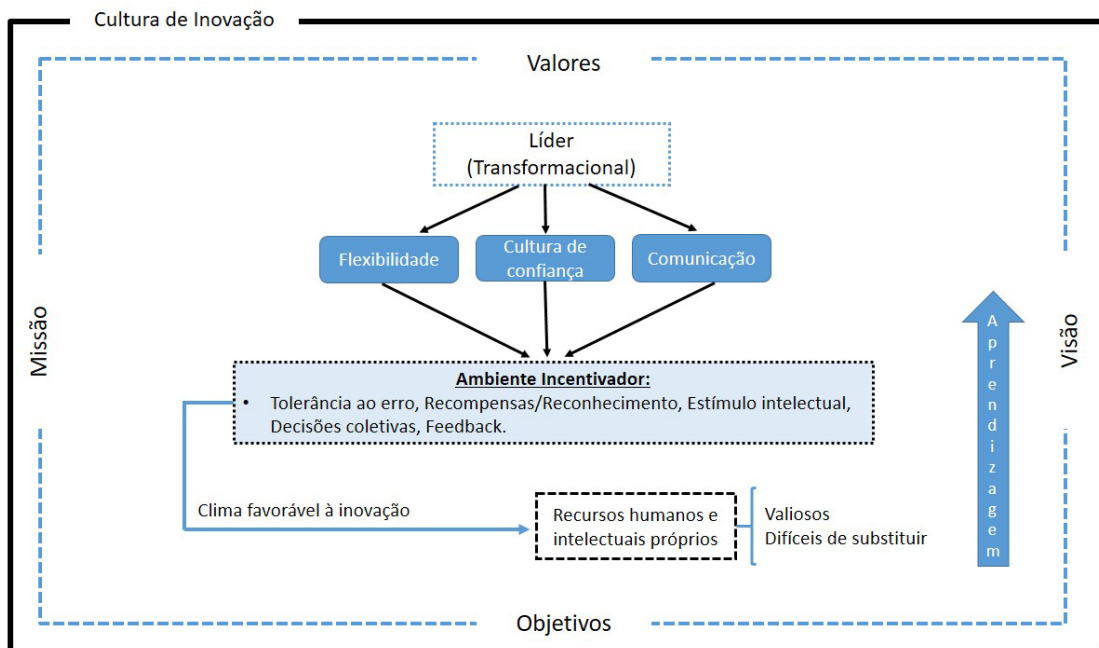 Cultura de Inovação
Valores
Líder
(Transformacional)
Flexibilidade
Cultura de
confiança
Comunicação
Missão
Visão
Aprendizagem
Ambiente Incentivador:
• Tolerância ao erro, Recompensas/Reconhecimento, Estímulo intelectual,
Decisões coletivas, Feedback.
Clima favorável à inovação
Recursos humanos e
intelectuais próprios
Valiosos
Difíceis de substituir
Objetivos